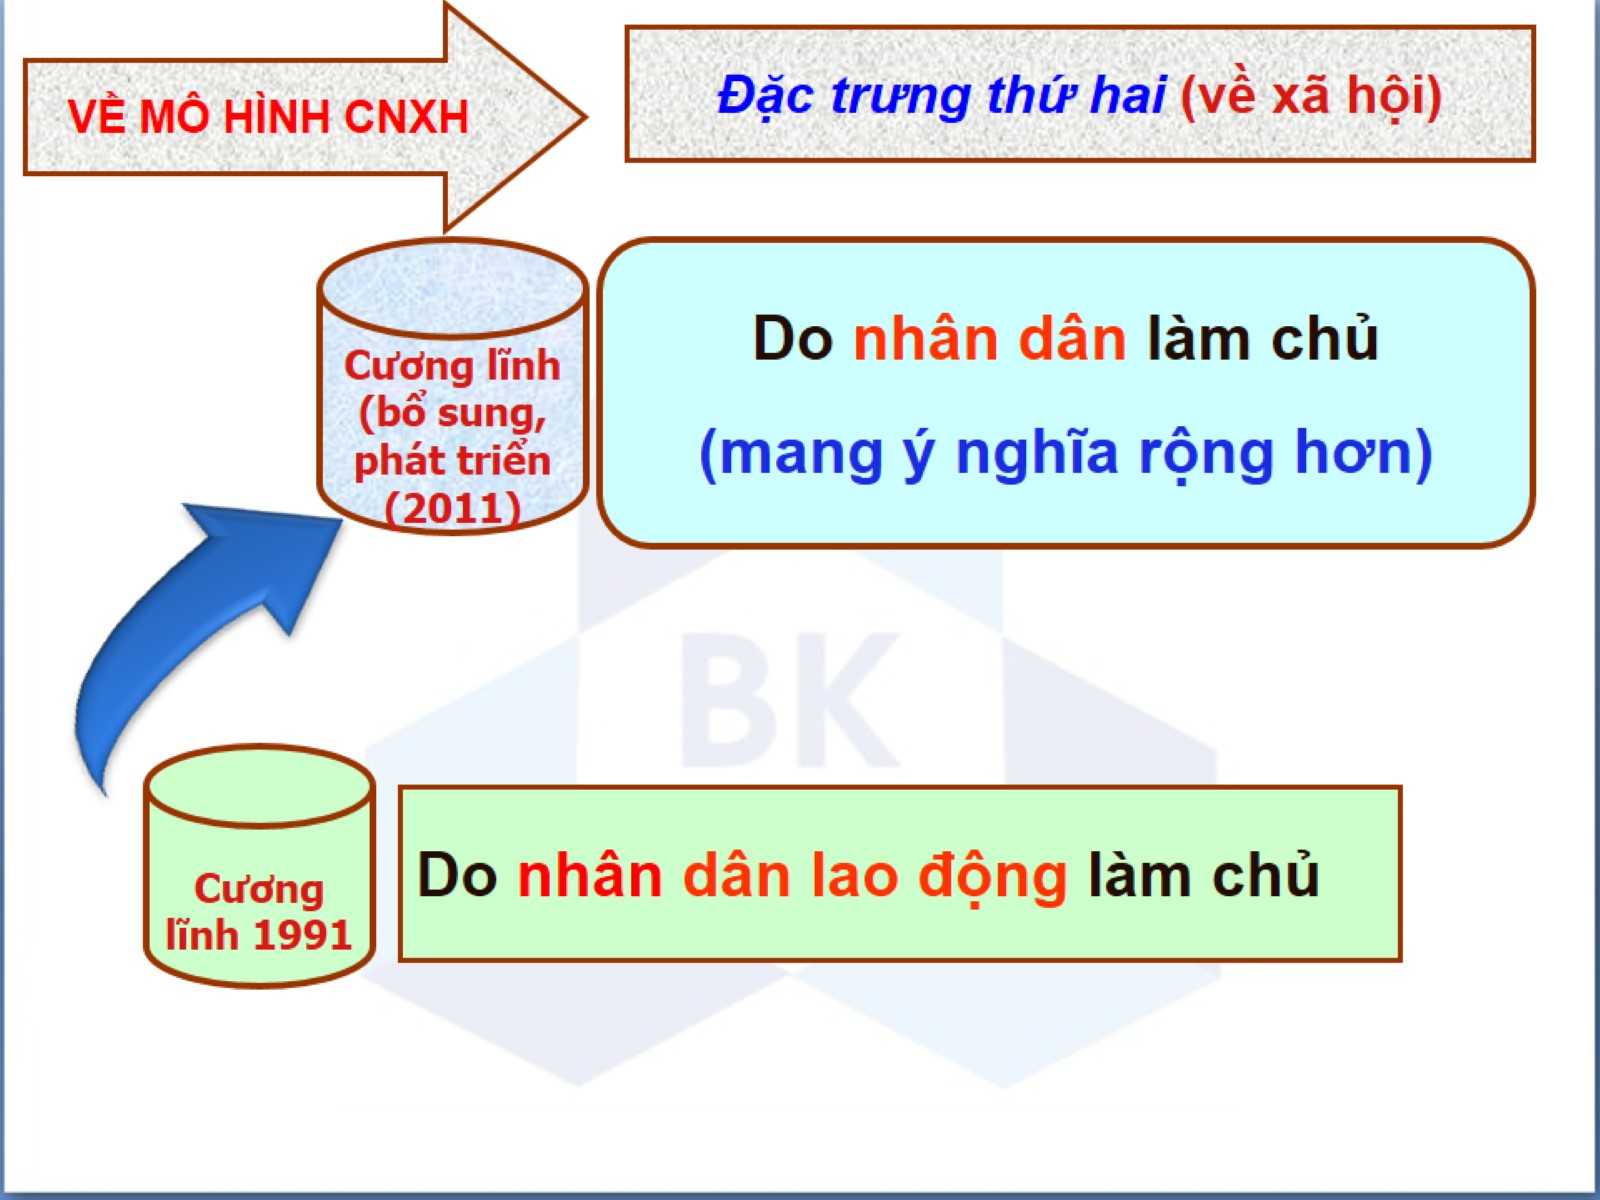 VỀ MÔ HÌNH CNXH
Đặc trưng thứ hai (về xã hội)
Cương lĩnh
(bổ sung,
phát triển
(2011)
Do nhân dân làm chủ
(mang ý nghĩa rộng hơn)
BK
Cương
lĩnh 1991
Do nhân dân lao động làm chủ